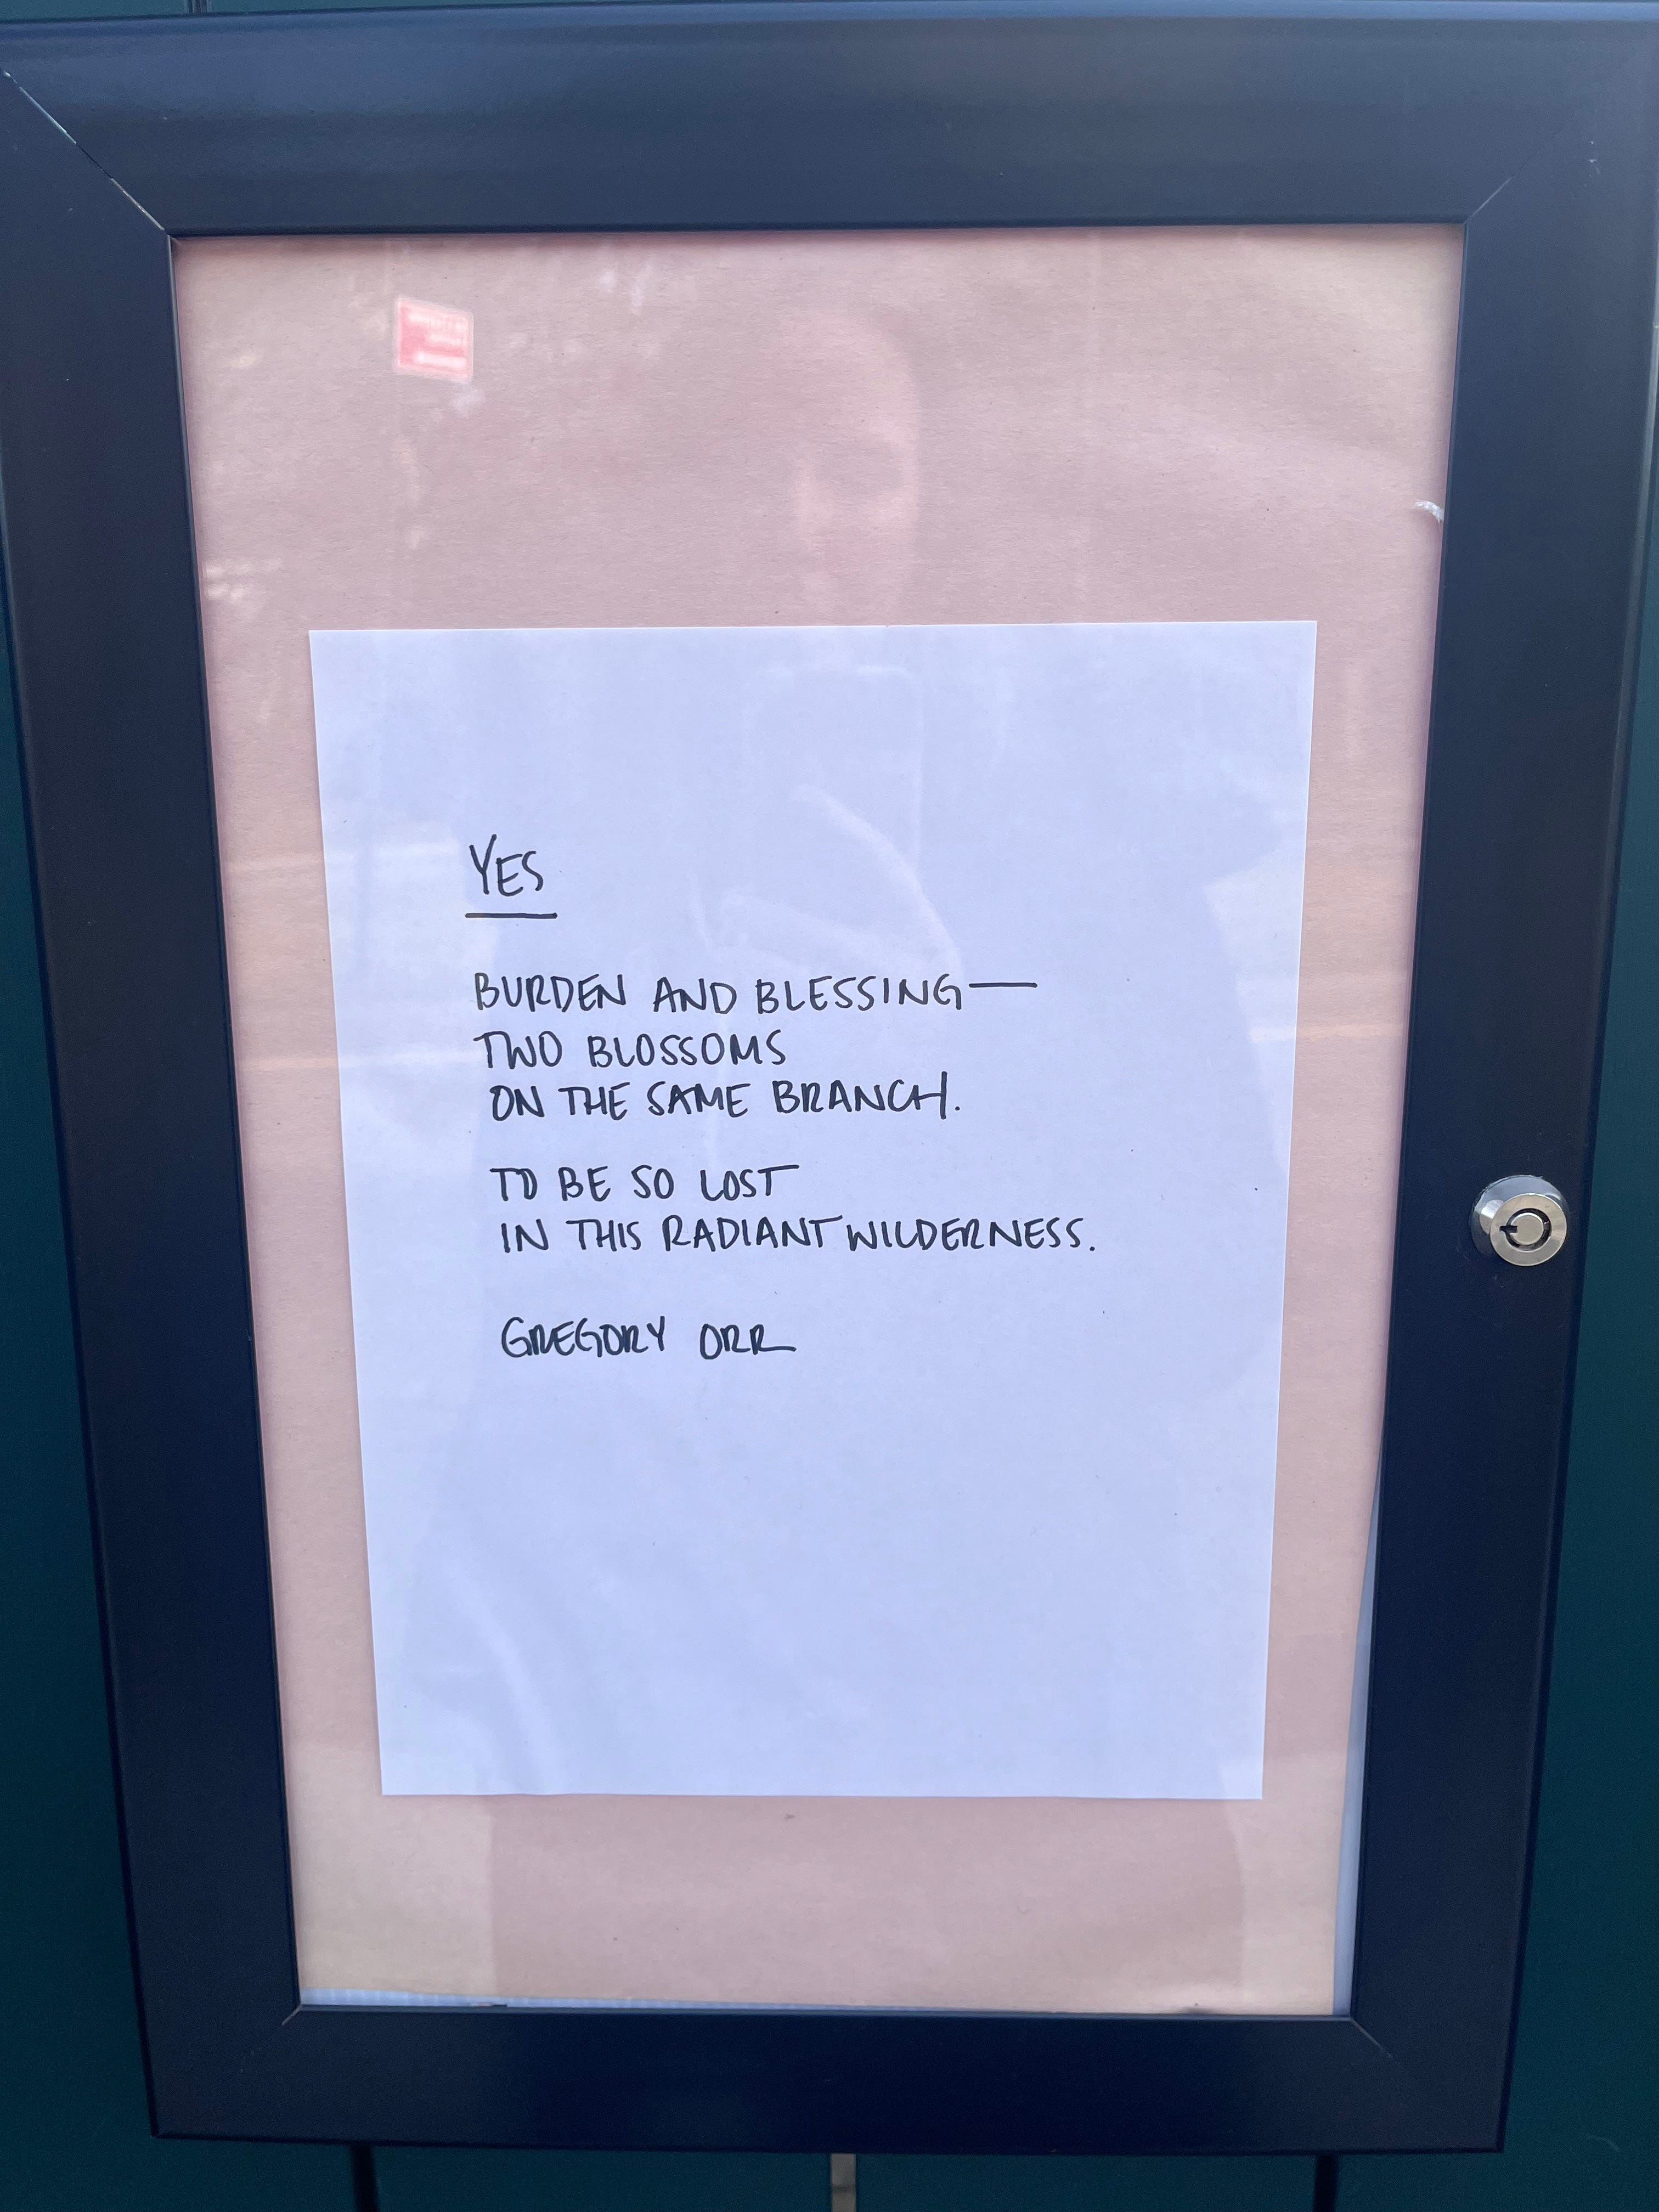 YES
BURDEN AND BLESSING—
TWO BLOSSOMS
ON THE SAME BRANCH.
TO BE SO LOST
IN THIS RADIANT WILDERNESS.
GREGORY ORR